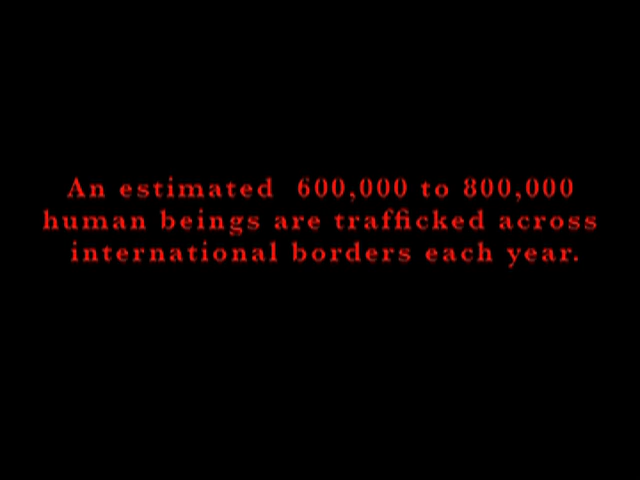 An estimated 600,000 to 800,000
human beings are trafficked across
international borders each year.